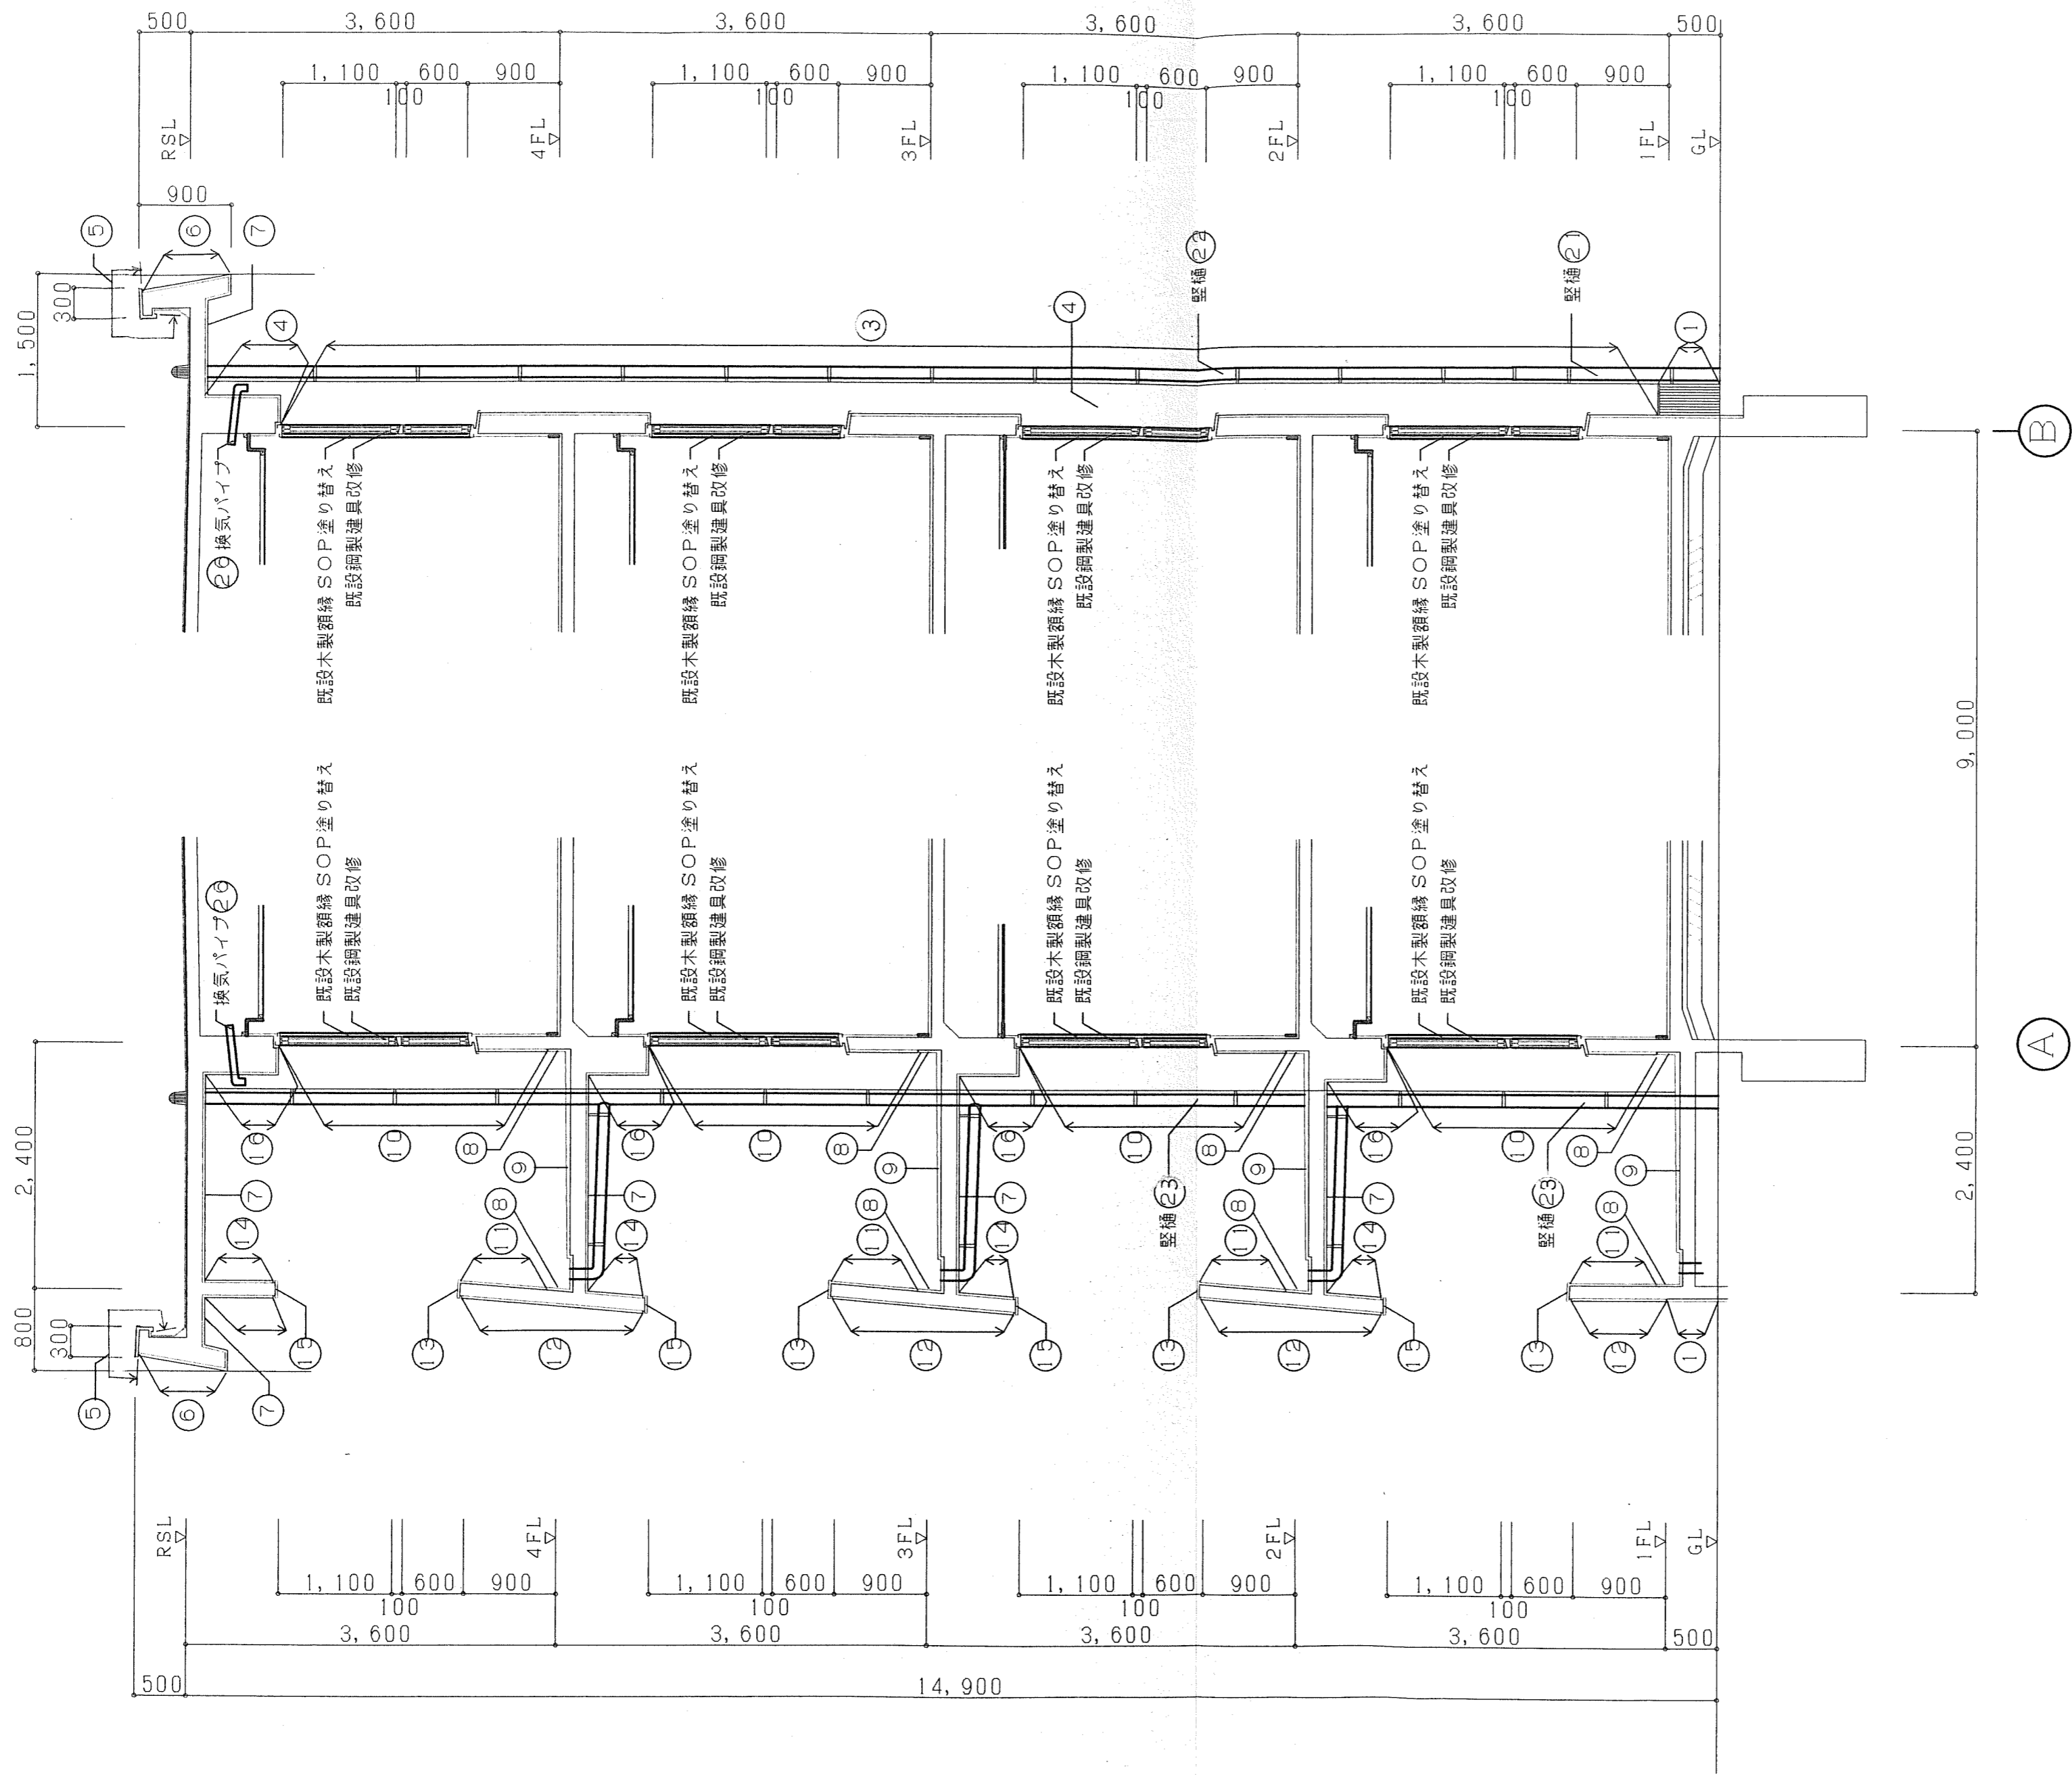 500 3,600 3,600 3,600 3,600 500
1,100 600 900 1,100 600 900 1,100 600 900 1,100 600 900
100 100 100 100
RSL 4FL 3FL 2FL 1FL GL
900
⑤ ⑥ ⑦
300
1,500
④ ③ ④
竪樋㉒
竪樋㉑
①
Ⓑ
㉖換気パイプ
既設木製額縁SOP塗り替え
既設鋼製建具改修
既設木製額縁SOP塗り替え
既設鋼製建具改修
既設木製額縁SOP塗り替え
既設鋼製建具改修
既設木製額縁SOP塗り替え
既設鋼製建具改修
9,000
換気パイプ㉖
既設木製額縁SOP塗り替え
既設鋼製建具改修
既設木製額縁SOP塗り替え
既設鋼製建具改修
既設木製額縁SOP塗り替え
既設鋼製建具改修
既設木製額縁SOP塗り替え
既設鋼製建具改修
Ⓐ
2,400
2,400
⑯ ⑩ ⑧ ⑯ ⑩ ⑧ ⑯ ⑩ ⑧ ⑯ ⑩ ⑧
⑨ ⑨ ⑨ ⑨
⑦ ⑦ ⑦ ⑦
竪樋㉓
竪樋㉓
⑧ ⑧ ⑧ ⑧
⑭ ⑪ ⑭ ⑪ ⑭ ⑪ ⑭ ⑪
800
300
⑮ ⑬ ⑫ ⑮ ⑬ ⑫ ⑮ ⑬ ⑫ ⑮ ⑬ ⑫ ①
⑤ ⑥ ⑦
RSL 4FL 3FL 2FL 1FL GL
1,100 600 900 1,100 600 900 1,100 600 900 1,100 600 900
100 100 100 100
3,600 3,600 3,600 3,600 500
500 14,900